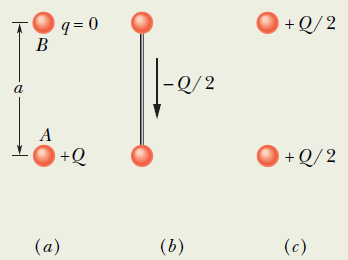 q = 0
B
a
A
+Q
(a)
-Q/2
(b)
+Q/2
+Q/2
(c)